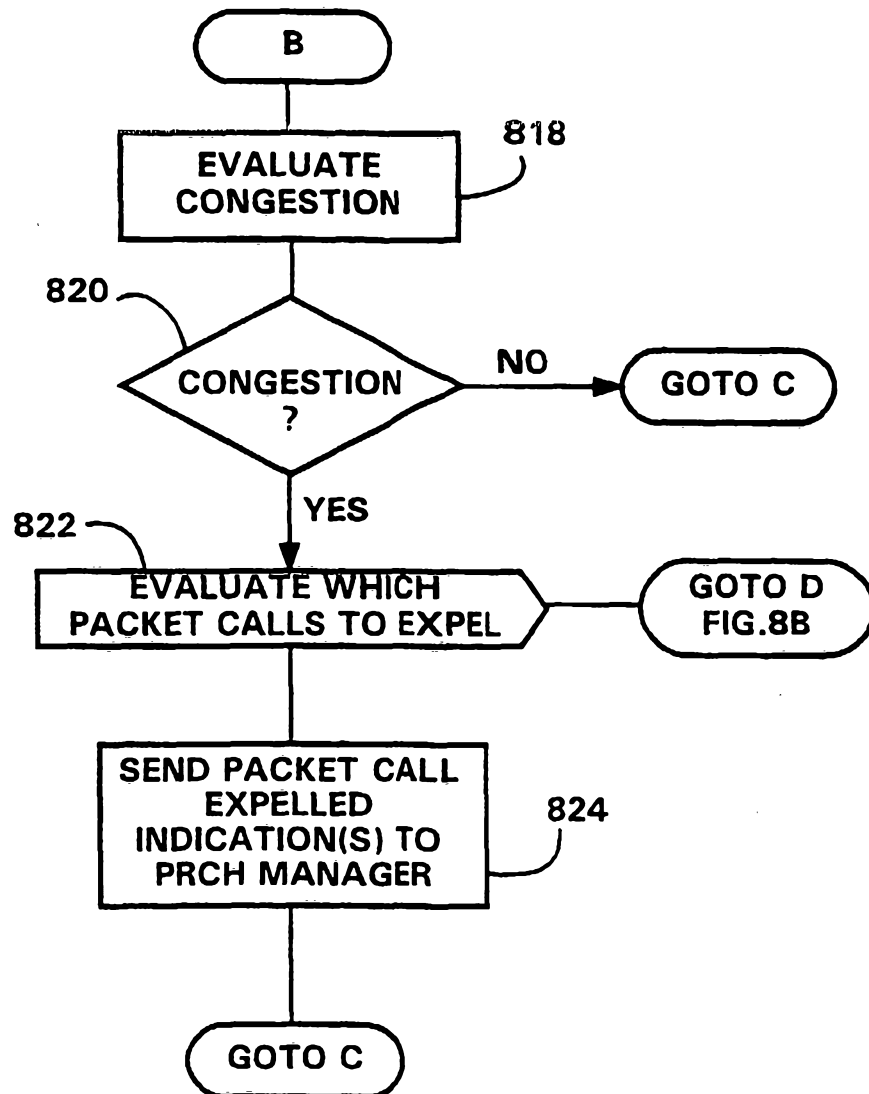 B
818
EVALUATE
CONGESTION
820
CONGESTION
?
NO
GOTO C
YES
822
EVALUATE WHICH
PACKET CALLS TO EXPEL
GOTO D
FIG.8B
SEND PACKET CALL
EXPELLED
INDICATION(S) TO
PRCH MANAGER
824
GOTO C